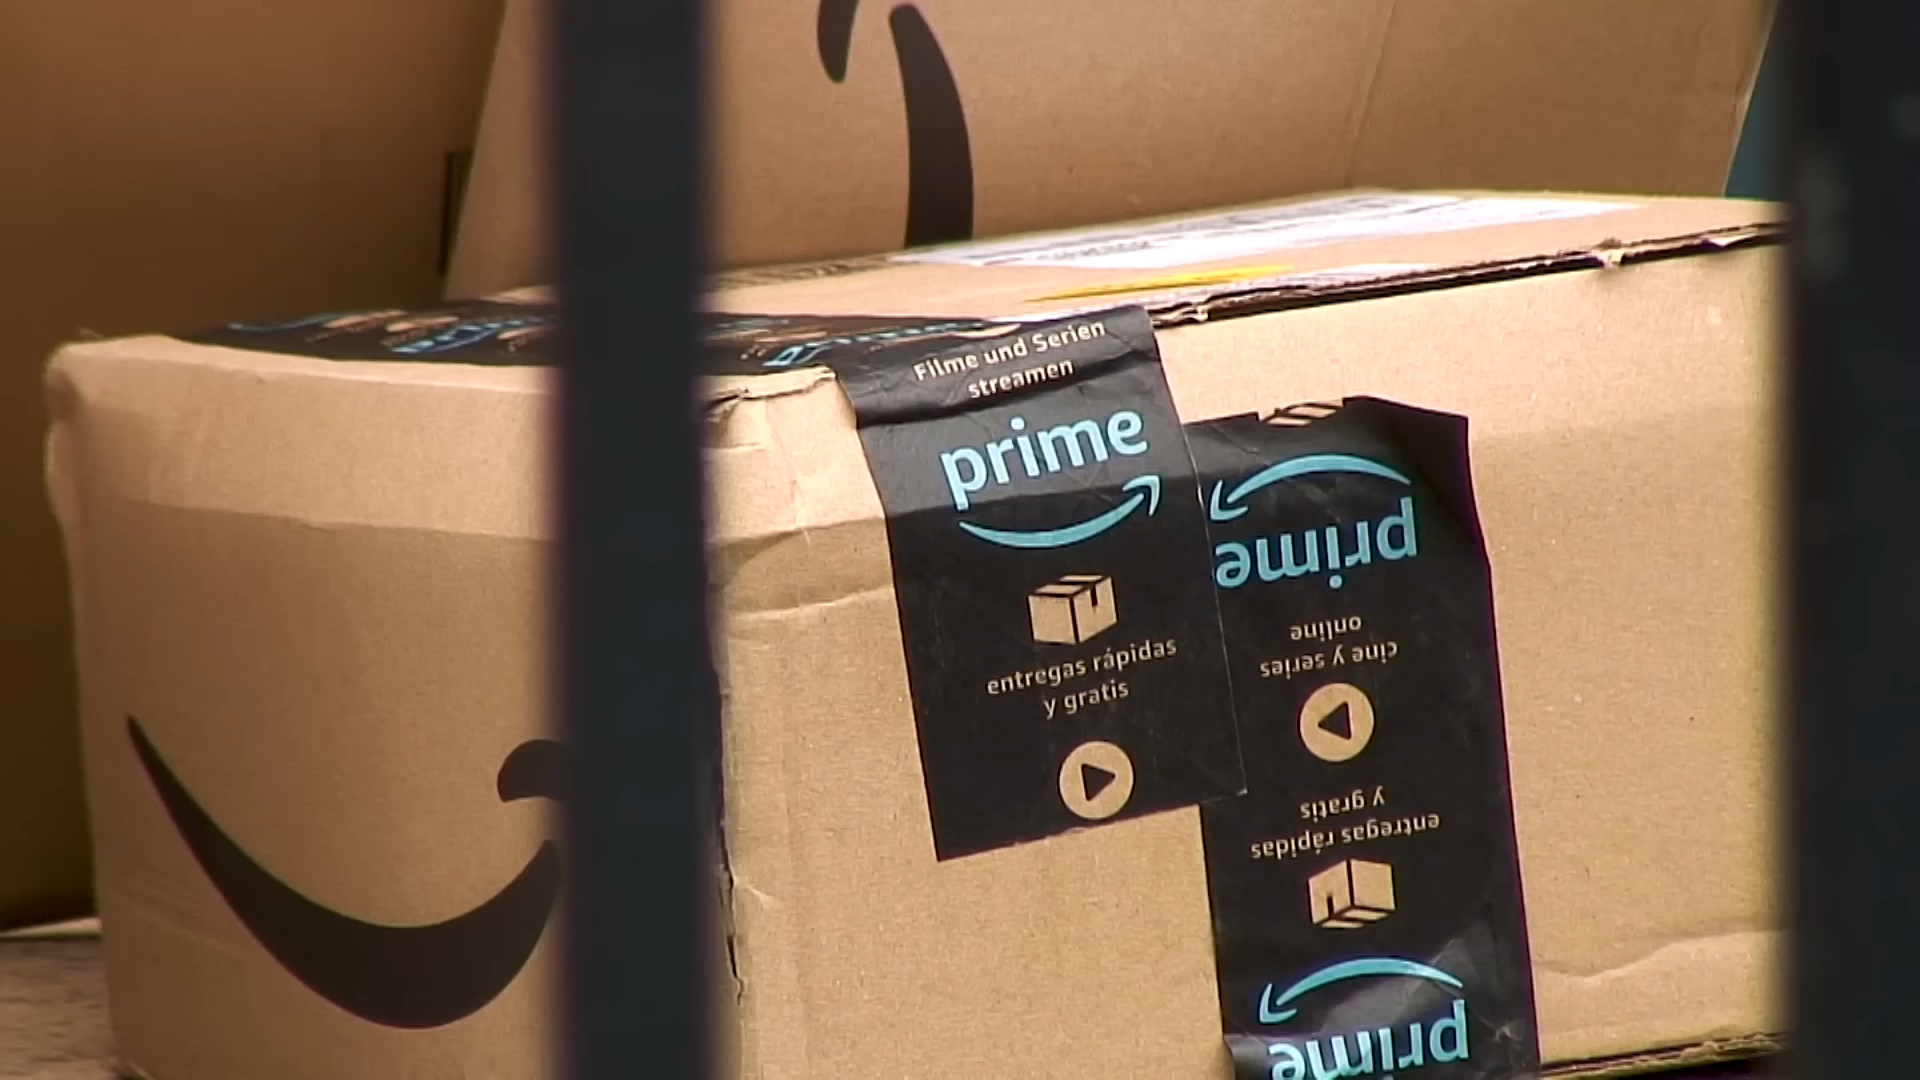 Filme und Serien
streamen
prime
entregas rápidas
y gratis
prime
entregas rápidas
y gratis
cine y series
online
prime